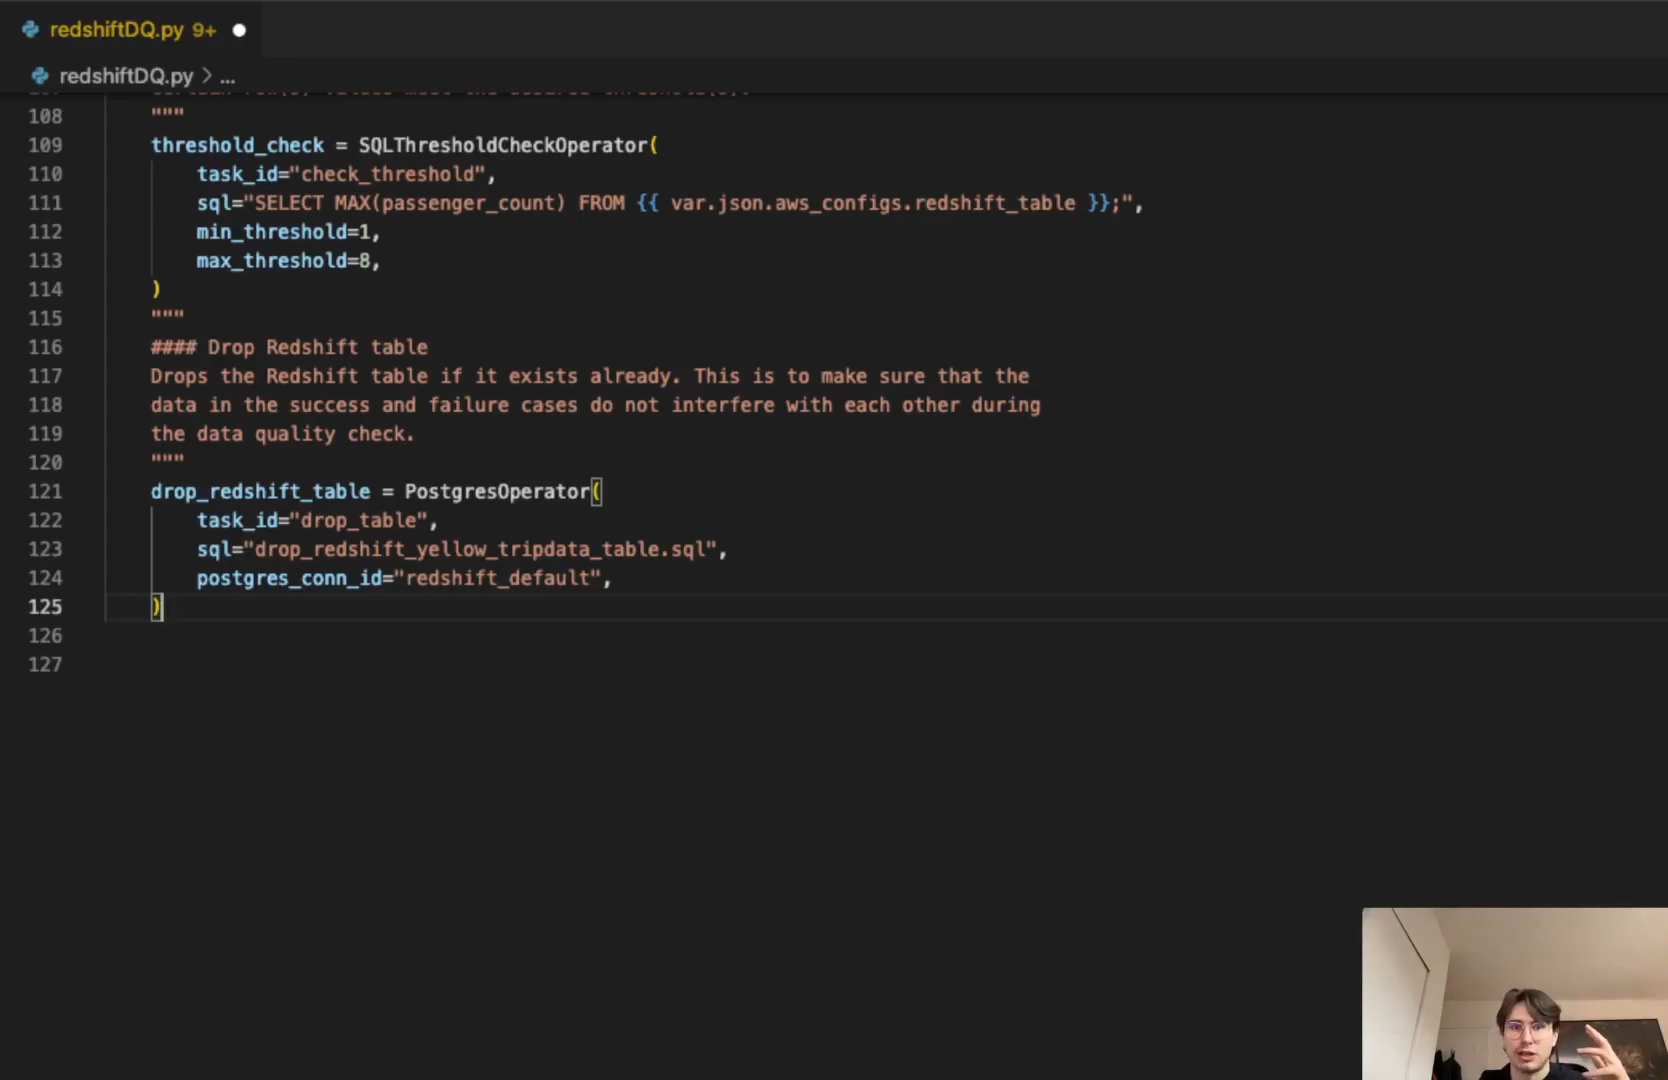 redshiftDQ.py 9+
redshiftDQ.py > ...
108 """
109 threshold_check = SQLThresholdCheckOperator(
110 task_id="check_threshold",
111 sql="SELECT MAX(passenger_count) FROM {{ var.json.aws_configs.redshift_table }};",
112 min_threshold=1,
113 max_threshold=8,
114 )
115 """
116 #### Drop Redshift table
117 Drops the Redshift table if it exists already. This is to make sure that the
118 data in the success and failure cases do not interfere with each other during
119 the data quality check.
120 """
121 drop_redshift_table = PostgresOperator(
122 task_id="drop_table",
123 sql="drop_redshift_yellow_tripdata_table.sql",
124 postgres_conn_id="redshift_default",
125 )
126
127